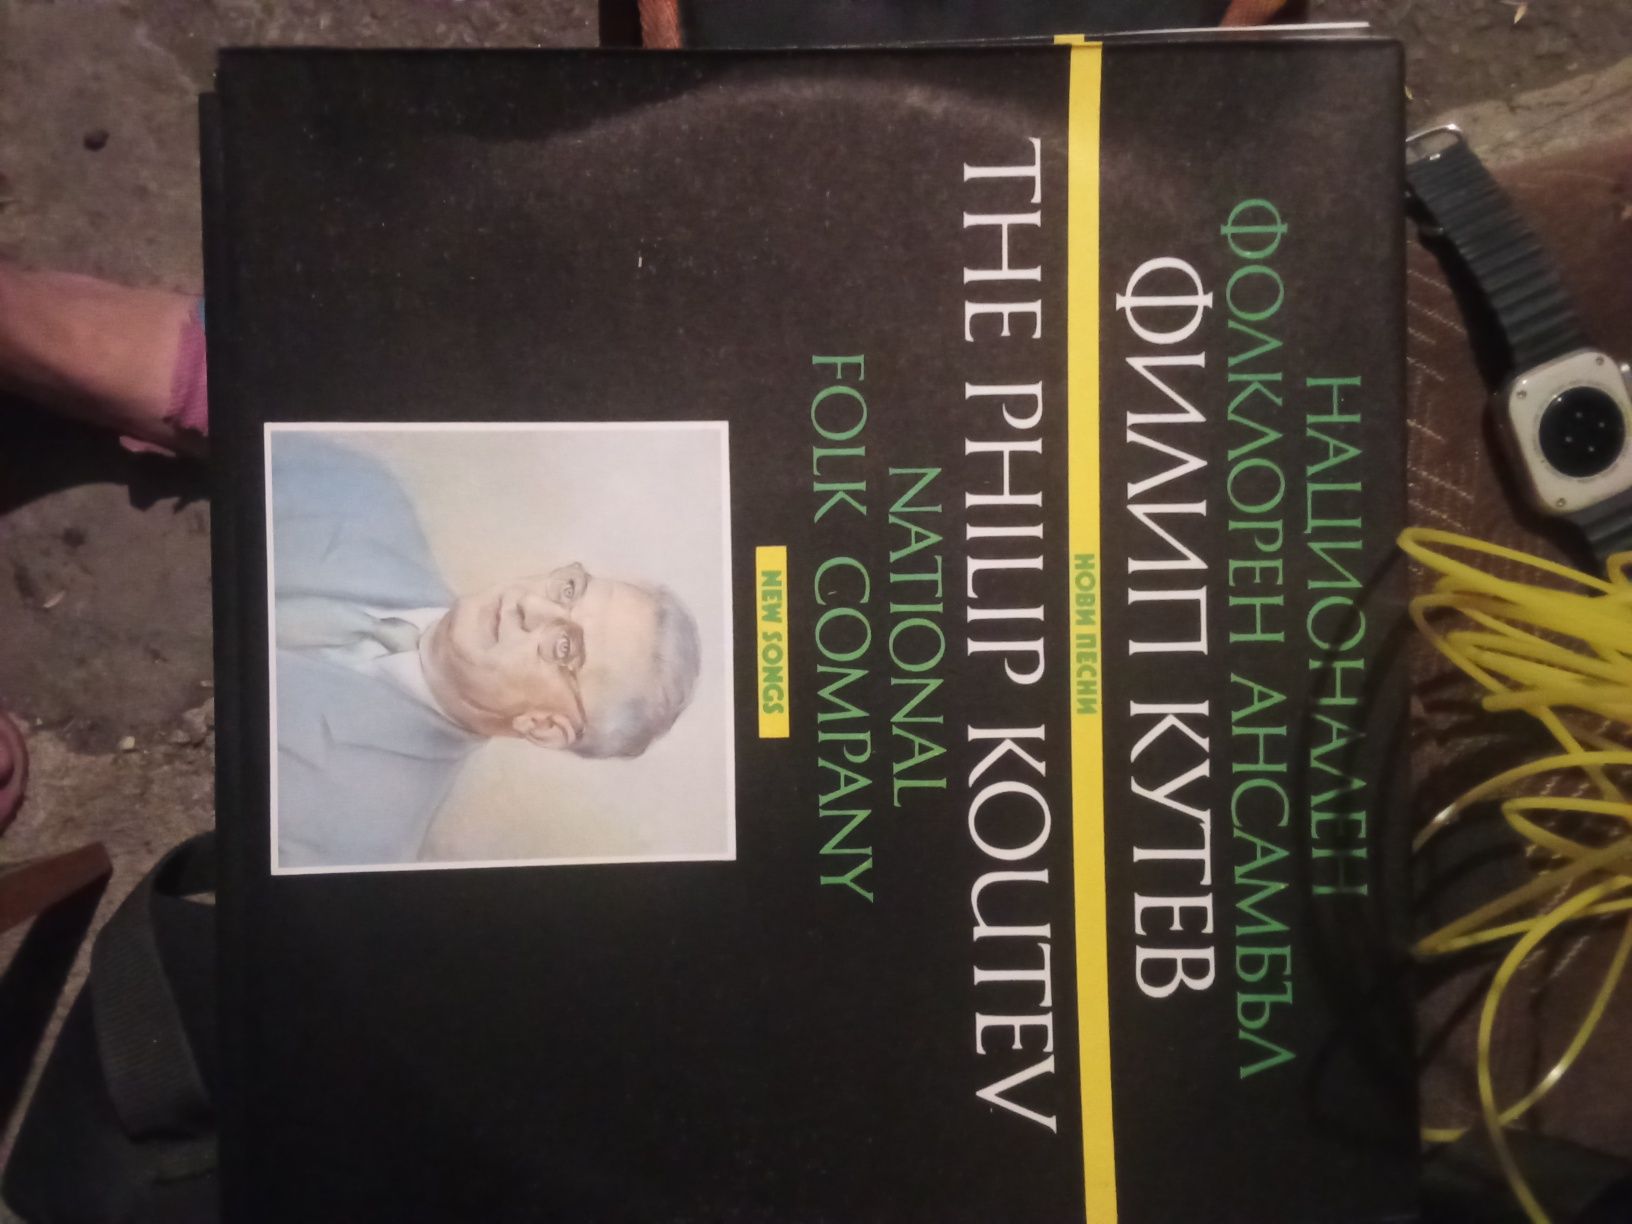 НАЦИОНАЛЕН
ФОЛКЛОРЕН АНСАМБЪЛ
ФИЛИП КУТЕВ
НОВИ ПЕСНИ
THE PHILIP KOUTEV
NATIONAL
FOLK COMPANY
NEW SONGS